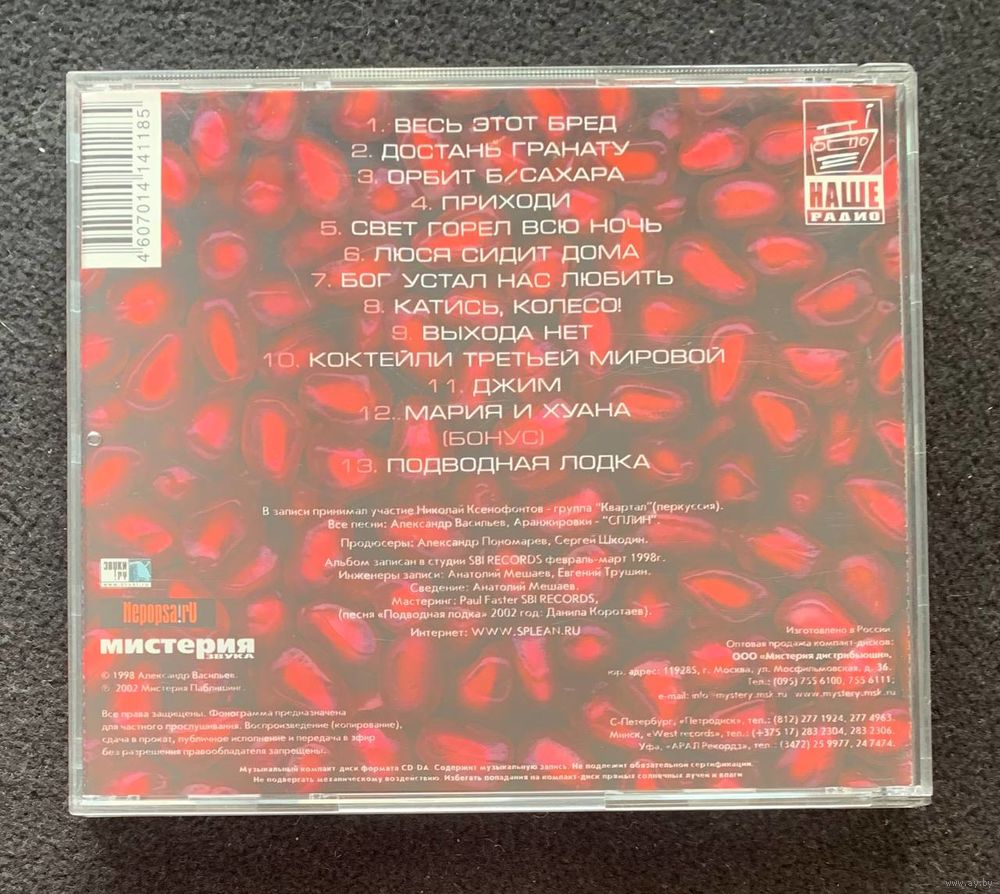 1. ВЕСЬ ЭТОТ БРЕД
2. ДОСТАНЬ ГРАНАТУ
3. ОРБИТ Б/САХАРА
4. ПРИХОДИ
5. СВЕТ ГОРЕЛ ВСЮ НОЧЬ
6. ЛЮСЯ СИДИТ ДОМА
7. БОГ УСТАЛ НАС ЛЮБИТЬ
8. КАТИСЬ, КОЛЕСО!
9. ВЫХОДА НЕТ
10. КОКТЕЙЛИ ТРЕТЬЕЙ МИРОВОЙ
11. ДЖИМ
12. МАРИЯ И ХУАНА
(БОНУС)
13. ПОДВОДНАЯ ЛОДКА
4 607014 141185
НАШЕ
РАДИО
В записи принимал участие Николай Ксенофонтов - группа "Квартал"(перкуссия).
Все песни: Александр Васильев, Аранжировки - "СПЛИН".
Продюсеры: Александр Пономарев, Сергей Шкодин.
Альбом записан в студии SBI RECORDS февраль-март 1998г.
Инженеры записи: Анатолий Мешаев, Евгений Трушин.
Сведение: Анатолий Мешаев.
Мастеринг: Paul Faster SBI RECORDS,
(песня «Подводная лодка» 2002 год: Данила Коротаев).
Интернет: WWW.SPLEAN.RU
ЗВУКИ
РУ
Nepopsa.rU
мистерия
ЗВУКА
© 1998 Александр Васильев.
℗ 2002 Мистерия Паблишинг.
Все права защищены. Фонограмма предназначена
для частного прослушивания. Воспроизведение (копирование),
сдача в прокат, публичное исполнение и передача в эфир
без разрешения правообладателя запрещены.
Изготовлено в России.
Оптовая продажа компакт-дисков:
ООО «Мистерия дистрибьюшн»,
юр. адрес: 119285, г. Москва, ул. Мосфильмовская д. 36.
Тел.: (095) 755 6100, 755 6111;
e-mail: info@mystery.msk.ru www.mystery.msk.ru
С-Петербург, «Петродиск», тел.: (812) 277 1924, 277 4963.
Минск, «West records», тел.: (+375 17) 283 2304, 283 2306.
Уфа, «АРАЛ Рекордз», тел.: (3472) 25 9977, 24 7474.
Музыкальный компакт диск формата CD DA. Содержит музыкальную запись. Не подлежит обязательной сертификации.
Не подвергать механическому воздействию. Избегать попадания на компакт-диск прямых солнечных лучей и влаги
www.ay.by